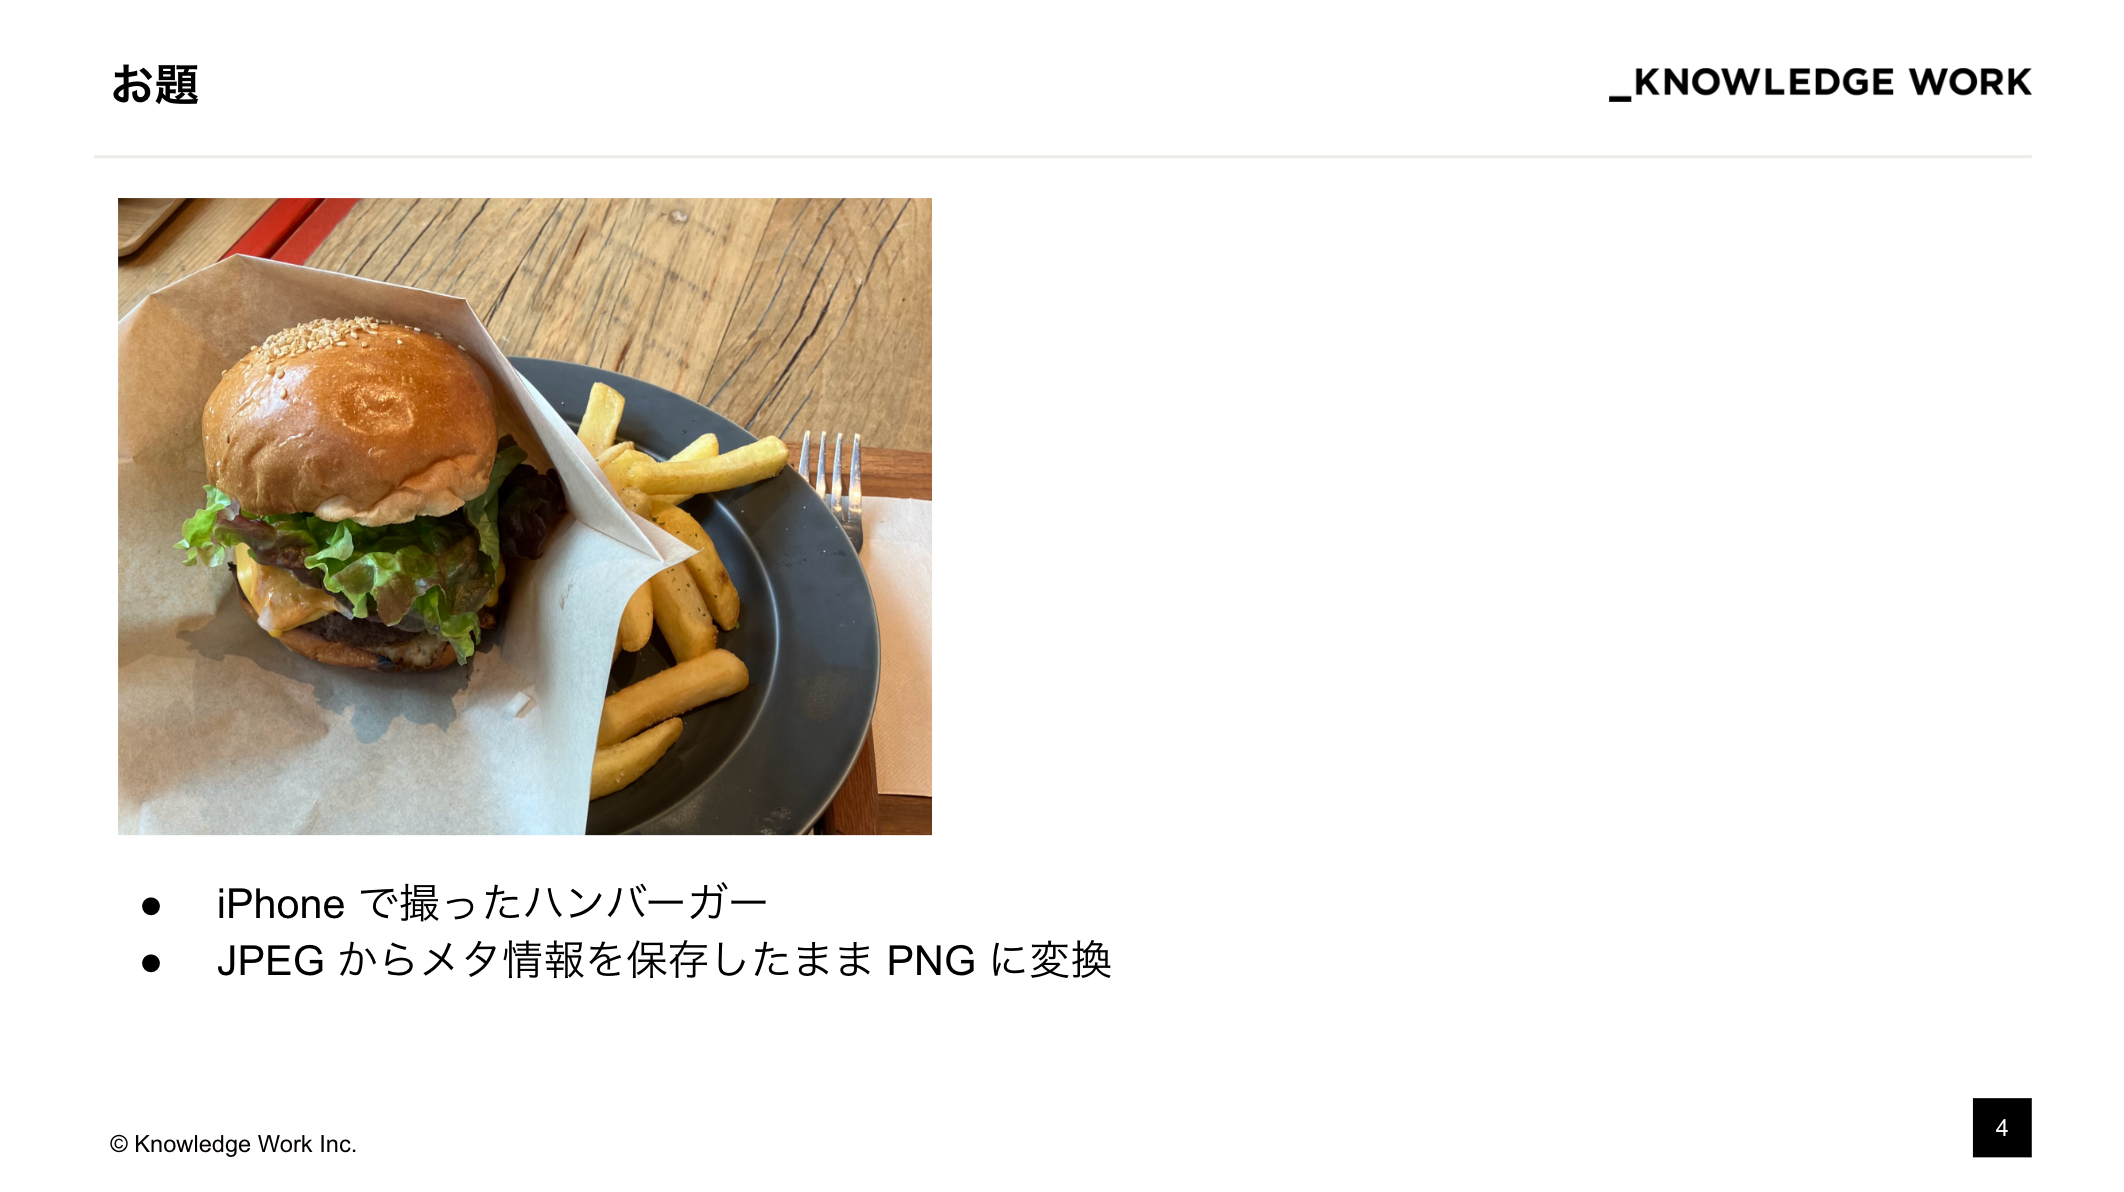 お題
_KNOWLEDGE WORK
● iPhone で撮ったハンバーガー
● JPEG からメタ情報を保存したまま PNG に変換
© Knowledge Work Inc.
4